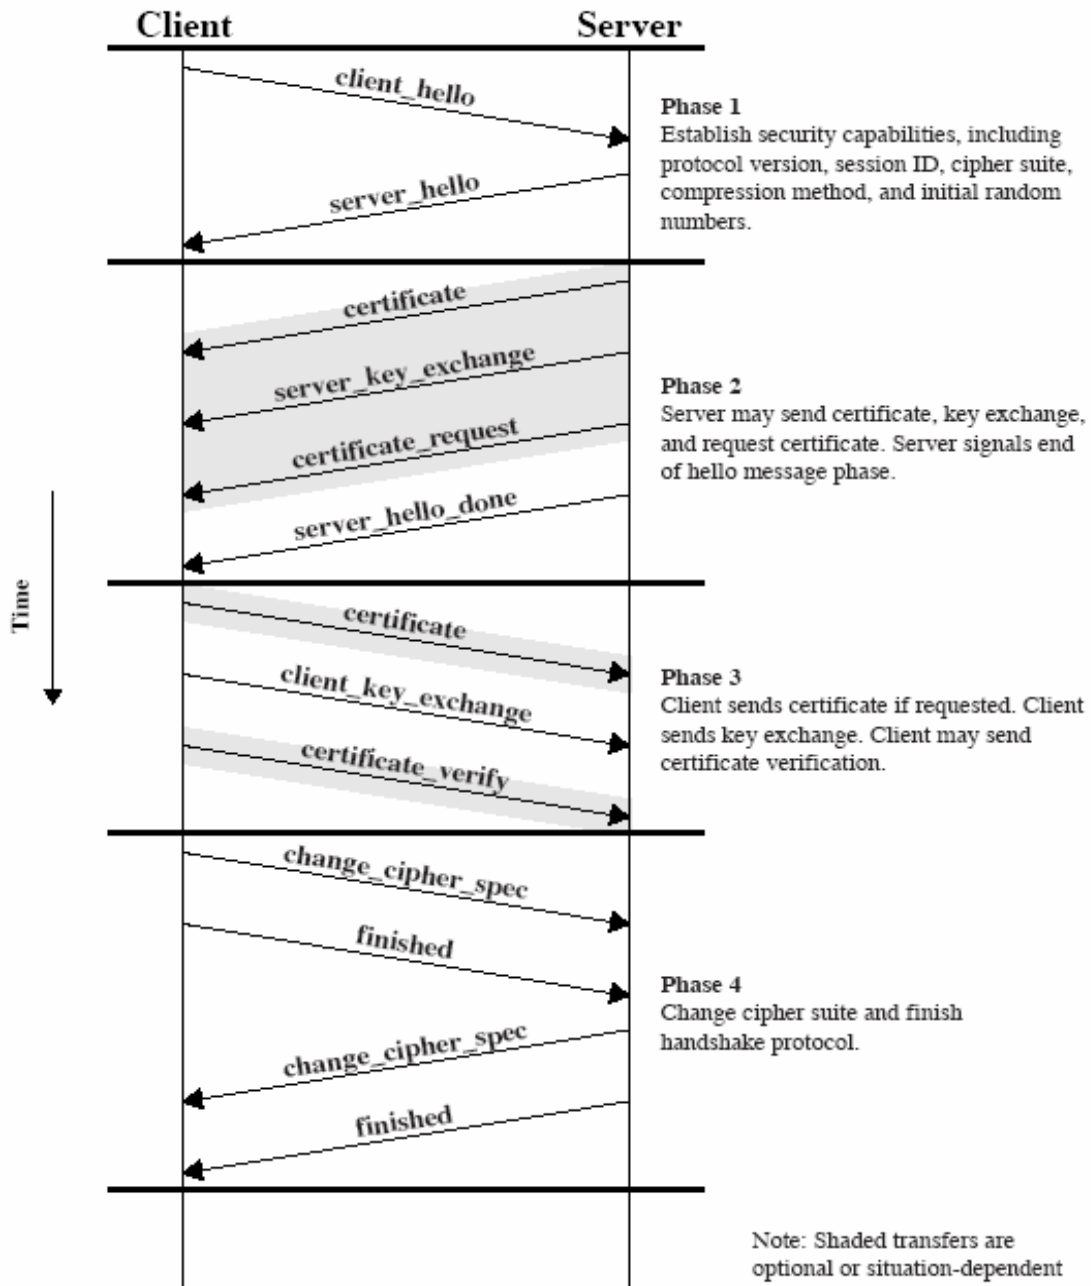 Client
Server
client_hello
server_hello
Phase 1
Establish security capabilities, including
protocol version, session ID, cipher suite,
compression method, and initial random
numbers.
certificate
server_key_exchange
certificate_request
server_hello_done
Phase 2
Server may send certificate, key exchange,
and request certificate. Server signals end
of hello message phase.
Time
certificate
client_key_exchange
certificate_verify
Phase 3
Client sends certificate if requested. Client
sends key exchange. Client may send
certificate verification.
change_cipher_spec
finished
change_cipher_spec
finished
Phase 4
Change cipher suite and finish
handshake protocol.
Note: Shaded transfers are
optional or situation-dependent